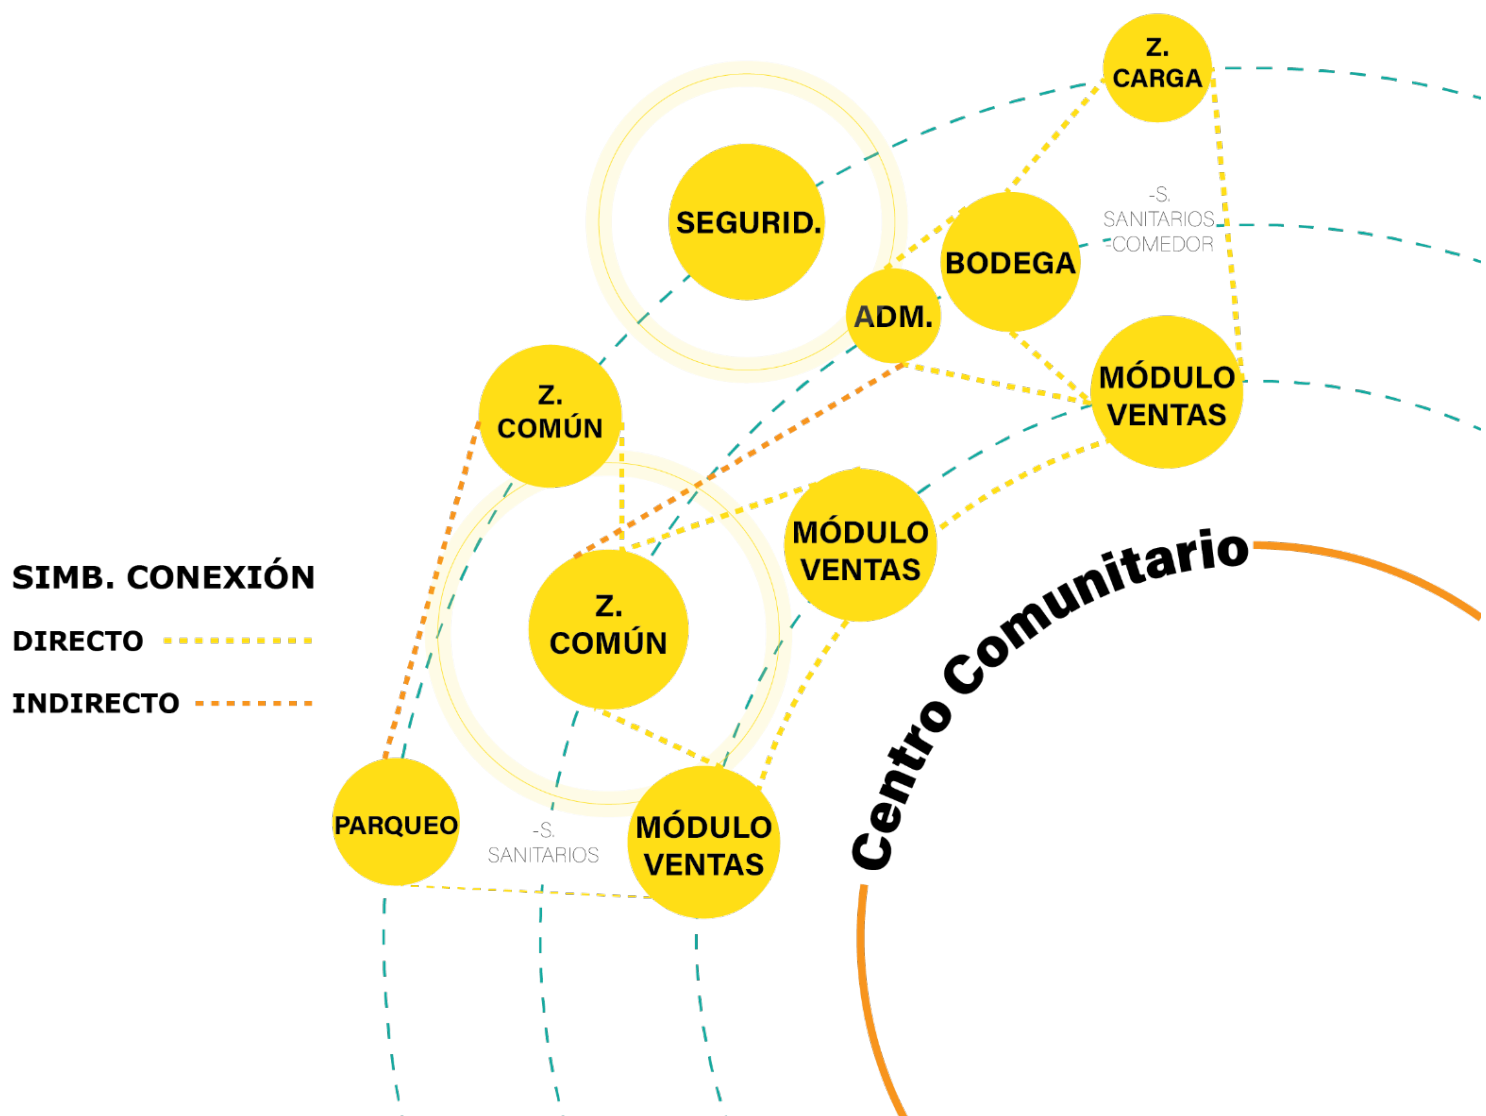 Z.
CARGA
SEGURID.
-S.
SANITARIOS
-COMEDOR
BODEGA
ADM.
MÓDULO
VENTAS
Z.
COMÚN
MÓDULO
VENTAS
Centro Comunitario
SIMB. CONEXIÓN
DIRECTO
INDIRECTO
Z.
COMÚN
PARQUEO
-S.
SANITARIOS
MÓDULO
VENTAS